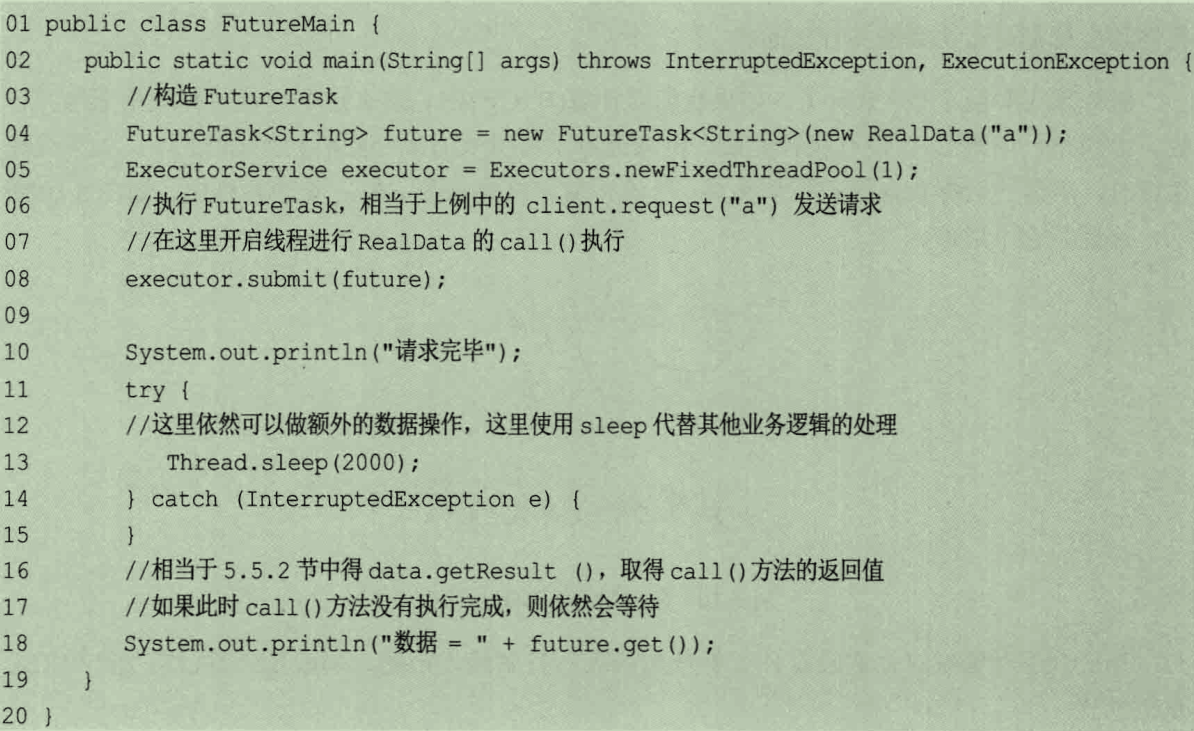 01 public class FutureMain {
02     public static void main(String[] args) throws InterruptedException, ExecutionException {
03         //构造 FutureTask
04         FutureTask<String> future = new FutureTask<String>(new RealData("a"));
05         ExecutorService executor = Executors.newFixedThreadPool(1);
06         //执行 FutureTask，相当于上例中的 client.request("a") 发送请求
07         //在这里开启线程进行 RealData 的 call()执行
08         executor.submit(future);
09
10         System.out.println("请求完毕");
11         try {
12         //这里依然可以做额外的数据操作，这里使用 sleep 代替其他业务逻辑的处理
13             Thread.sleep(2000);
14         } catch (InterruptedException e) {
15         }
16         //相当于 5.5.2 节中得 data.getResult ()，取得 call()方法的返回值
17         //如果此时 call()方法没有执行完成，则依然会等待
18         System.out.println("数据 = " + future.get());
19     }
20 }